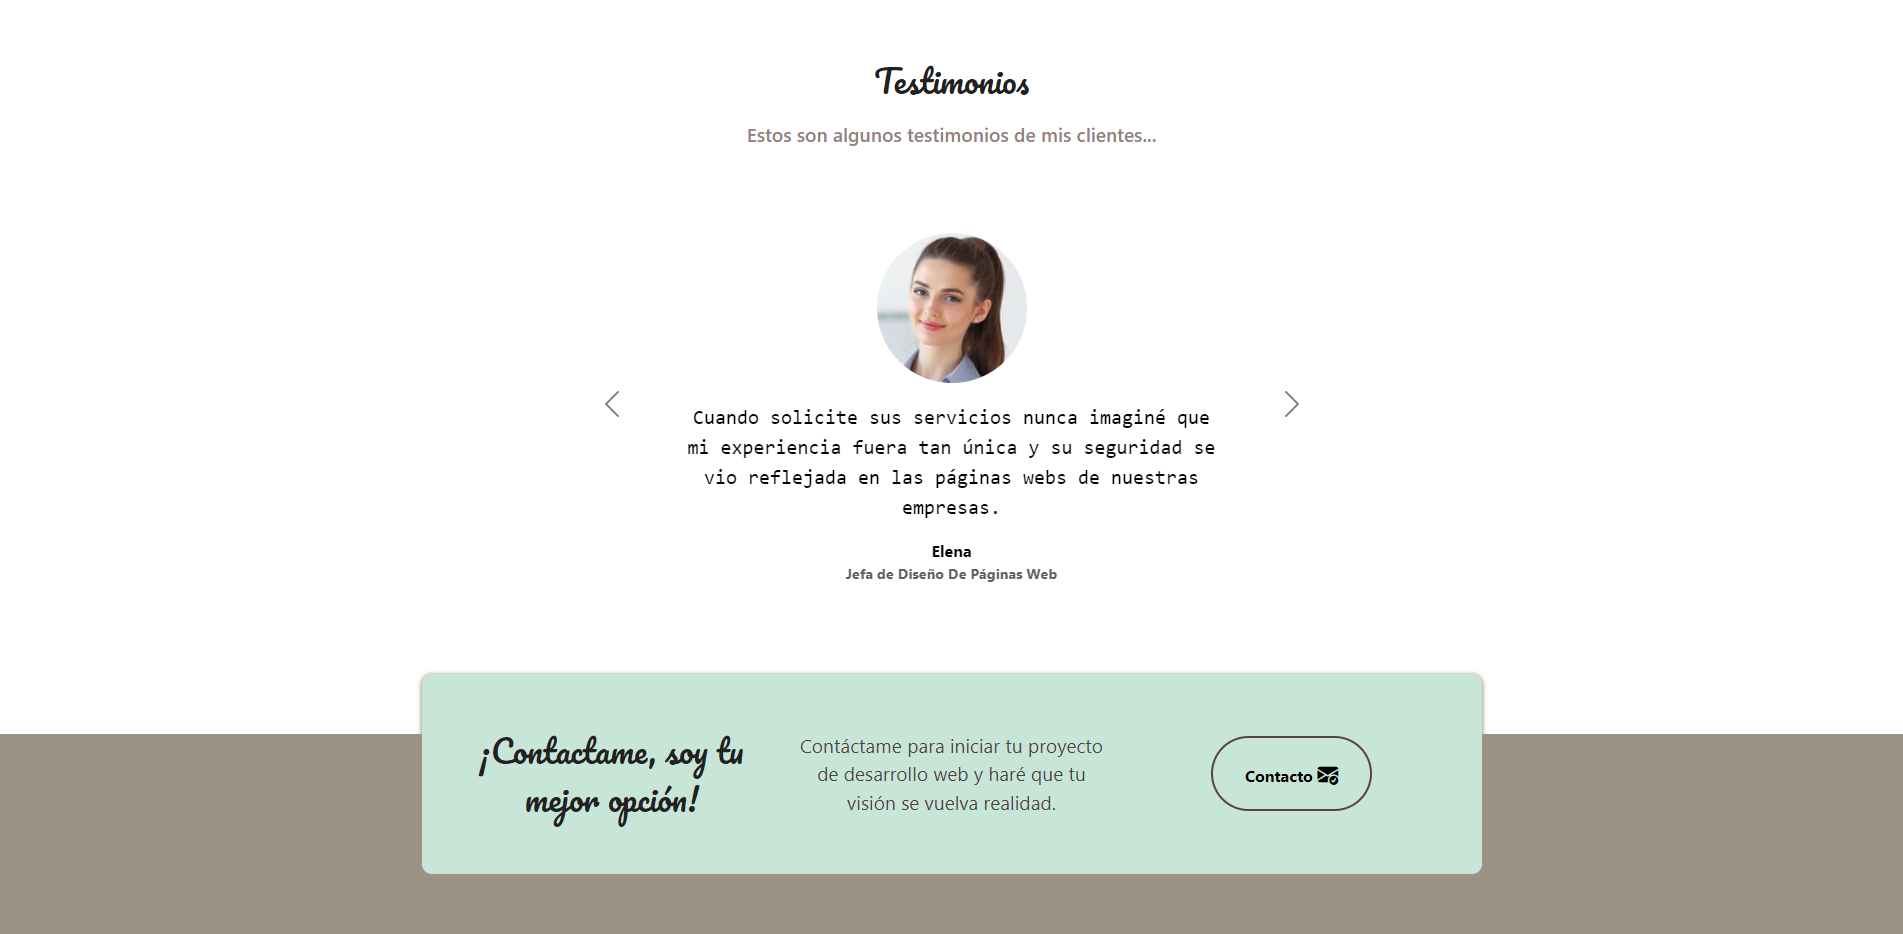 Testimonios
Estos son algunos testimonios de mis clientes...
Cuando solicite sus servicios nunca imaginé que
mi experiencia fuera tan única y su seguridad se
vio reflejada en las páginas webs de nuestras
empresas.
Elena
Jefa de Diseño De Páginas Web
¡Contactame, soy tu
mejor opción!
Contáctame para iniciar tu proyecto
de desarrollo web y haré que tu
visión se vuelva realidad.
Contacto